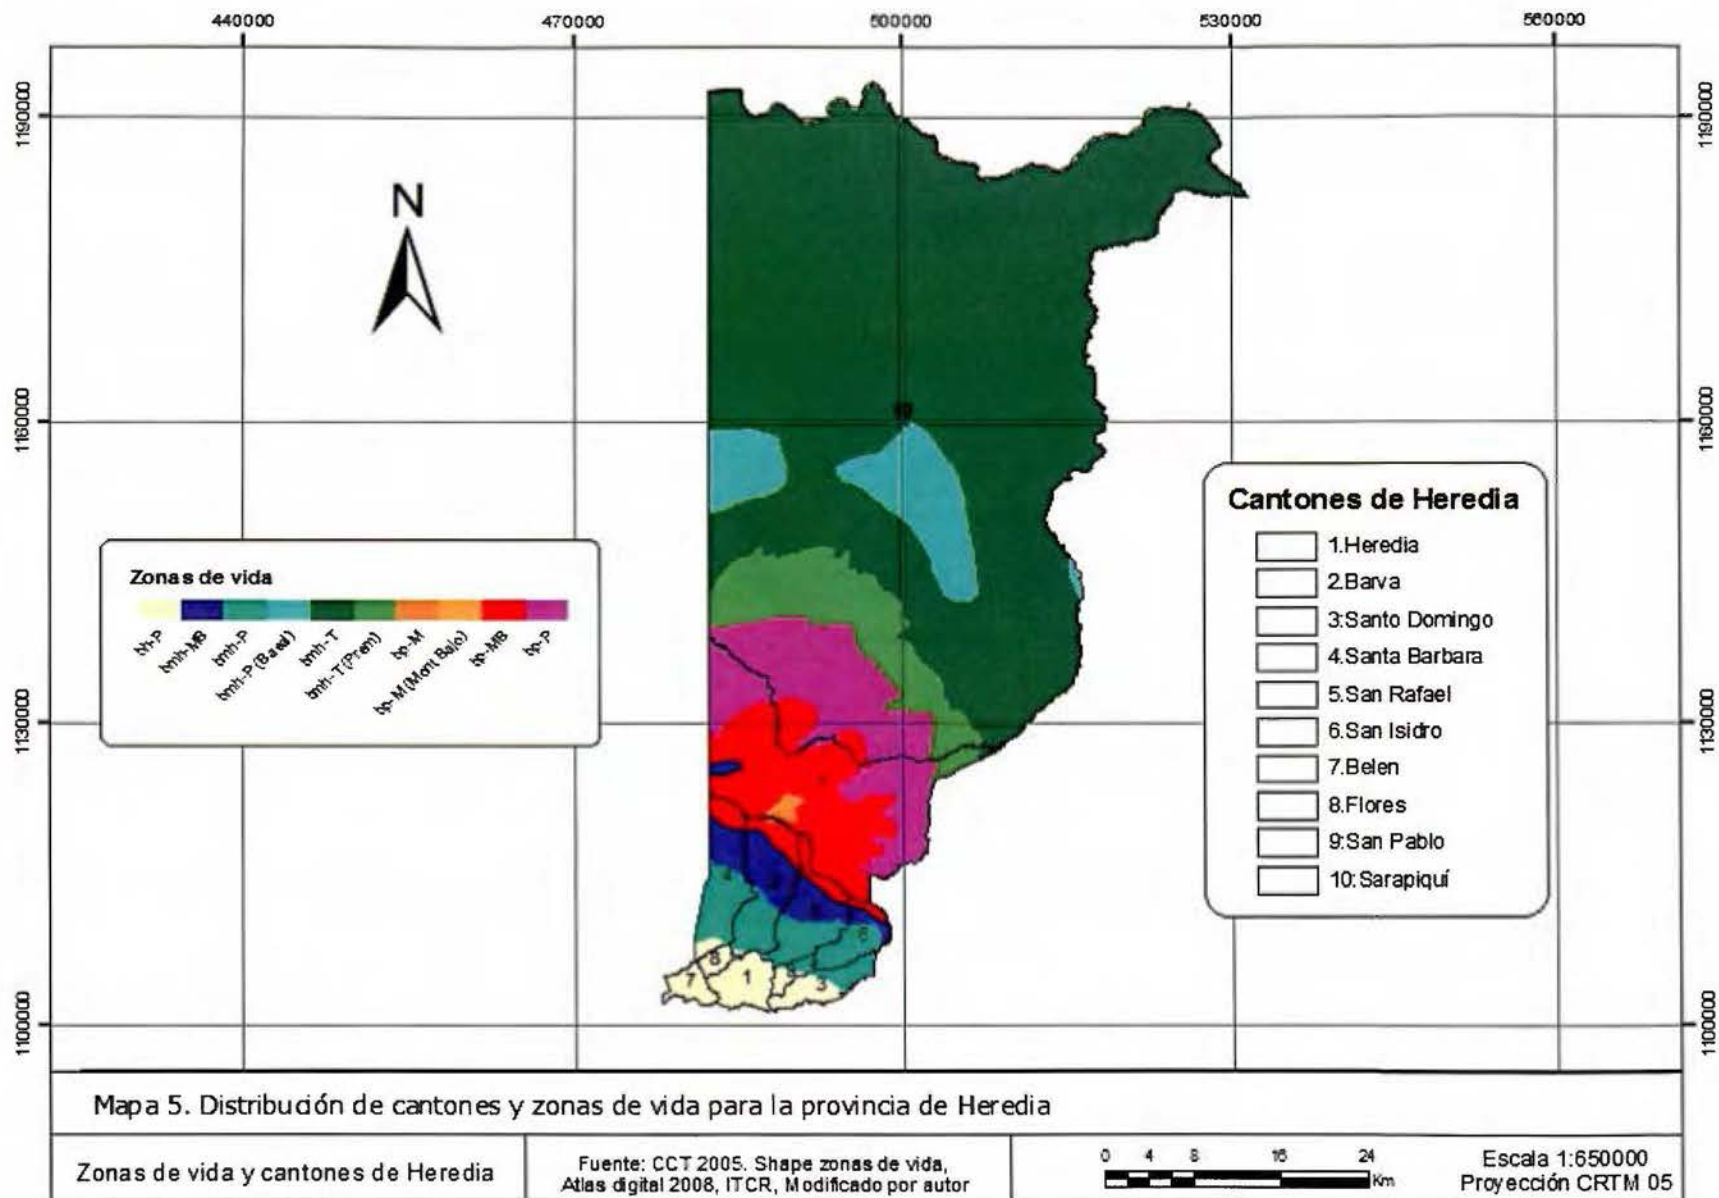 440000
470000
500000
530000
560000
1190000
1190000
N
1160000
10
1160000
Cantones de Heredia
1.Heredia
2.Barva
3:Santo Domingo
4.Santa Barbara
5.San Rafael
6.San Isidro
7.Belen
8.Flores
9:San Pablo
10:Sarapiquí
Zonas de vida
bh-P
bmh-MB
bmh-P
bmh-P (Basal)
bmh-T
bmh-T (Prem)
bp-M
bp-M (Mont Bajo)
bp-MB
bp-P
1130000
1130000
6
8
7
1
3
1100000
1100000
Mapa 5. Distribución de cantones y zonas de vida para la provincia de Heredia
Zonas de vida y cantones de Heredia
Fuente: CCT 2005. Shape zonas de vida,
Atlas digital 2008, ITCR, Modificado por autor
0 4 8 16 24
Km
Escala 1:650000
Proyección CRTM 05